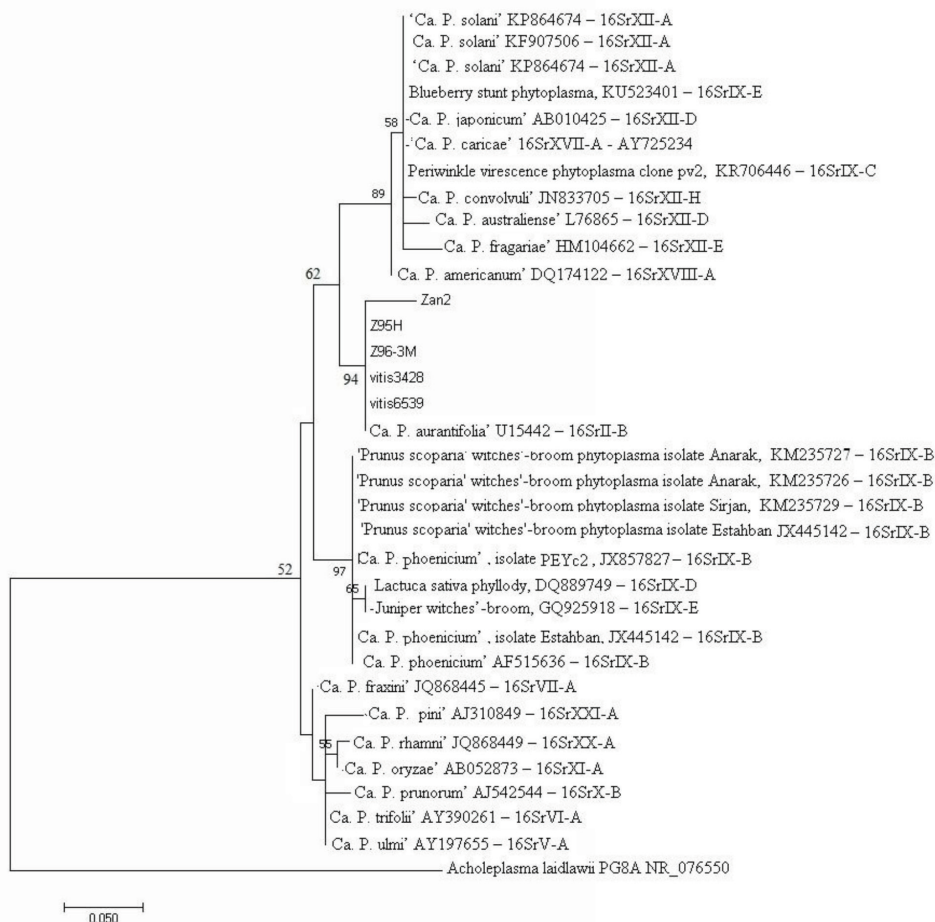 ‘Ca. P. solani’ KP864674 – 16SrXII-A
Ca. P. solani’ KF907506 – 16SrXII-A
‘Ca. P. solani’ KP864674 – 16SrXII-A
Blueberry stunt phytoplasma, KU523401 – 16SrIX-E
58
Ca. P. japonicum’ AB010425 – 16SrXII-D
‘Ca. P. caricae’ 16SrXVII-A - AY725234
Periwinkle virescence phytoplasma clone pv2, KR706446 – 16SrIX-C
89
Ca. P. convolvuli’ JN833705 – 16SrXII-H
Ca. P. australiense’ L76865 – 16SrXII-D
Ca. P. fragariae’ HM104662 – 16SrXII-E
62
Ca. P. americanum’ DQ174122 – 16SrXVIII-A
Zan2
Z95H
Z96-3M
94
vitis3428
vitis6539
Ca. P. aurantifolia’ U15442 – 16SrII-B
'Prunus scoparia' witches'-broom phytoplasma isolate Anarak, KM235727 – 16SrIX-B
'Prunus scoparia' witches'-broom phytoplasma isolate Anarak, KM235726 – 16SrIX-B
'Prunus scoparia' witches'-broom phytoplasma isolate Sirjan, KM235729 – 16SrIX-B
'Prunus scoparia' witches'-broom phytoplasma isolate Estahban JX445142 – 16SrIX-B
52
97
Ca. P. phoenicium’, isolate PEYc2, JX857827 – 16SrIX-B
65
Lactuca sativa phyllody, DQ889749 – 16SrIX-D
Juniper witches’-broom, GQ925918 – 16SrIX-E
Ca. P. phoenicium’, isolate Estahban, JX445142 – 16SrIX-B
Ca. P. phoenicium’ AF515636 – 16SrIX-B
Ca. P. fraxini’ JQ868445 – 16SrVII-A
Ca. P. pini’ AJ310849 – 16SrXXI-A
55
Ca. P. rhamni’ JQ868449 – 16SrXX-A
Ca. P. oryzae’ AB052873 – 16SrXI-A
Ca. P. prunorum’ AJ542544 – 16SrX-B
Ca. P. trifolii’ AY390261 – 16SrVI-A
Ca. P. ulmi’ AY197655 – 16SrV-A
Acholeplasma laidlawii PG8A NR_076550
0.050